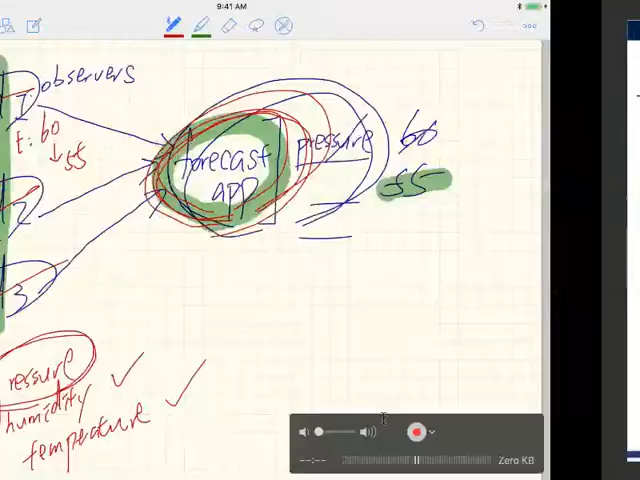 9:41 AM
observers
1
t: 60
↓55
forecast
app
pressure
60
55
2
3
ressure
humidity ✓
temperature ✓
--:--
Zero KB